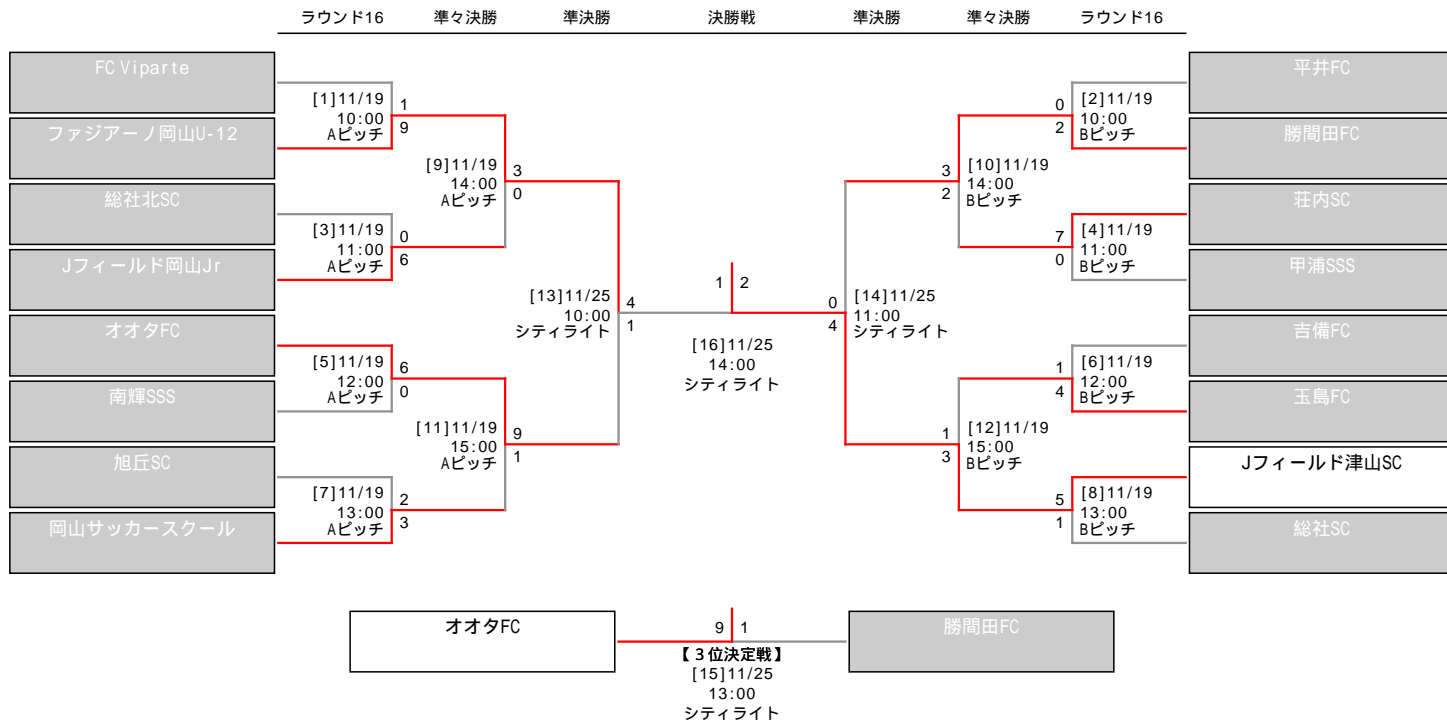 ラウンド16 準々決勝 準決勝 決勝戦 準決勝 準々決勝 ラウンド16
FC Viparte
[1]11/19
10:00
Aピッチ
1
9
ファジアーノ岡山U-12
[9]11/19
14:00
Aピッチ
3
0
総社北SC
[3]11/19
11:00
Aピッチ
0
6
Jフィールド岡山Jr
[13]11/25
10:00
シティライト
4
1
オオタFC
[5]11/19
12:00
Aピッチ
6
0
南輝SSS
[11]11/19
15:00
Aピッチ
9
1
旭丘SC
[7]11/19
13:00
Aピッチ
2
3
岡山サッカースクール
1 2
[16]11/25
14:00
シティライト
平井FC
0
2
[2]11/19
10:00
Bピッチ
勝間田FC
3
2
[10]11/19
14:00
Bピッチ
荘内SC
7
0
[4]11/19
11:00
Bピッチ
甲浦SSS
0
4
[14]11/25
11:00
シティライト
吉備FC
1
4
[6]11/19
12:00
Bピッチ
玉島FC
1
3
[12]11/19
15:00
Bピッチ
Jフィールド津山SC
5
1
[8]11/19
13:00
Bピッチ
総社SC
オオタFC 9 1 勝間田FC
【３位決定戦】
[15]11/25
13:00
シティライト